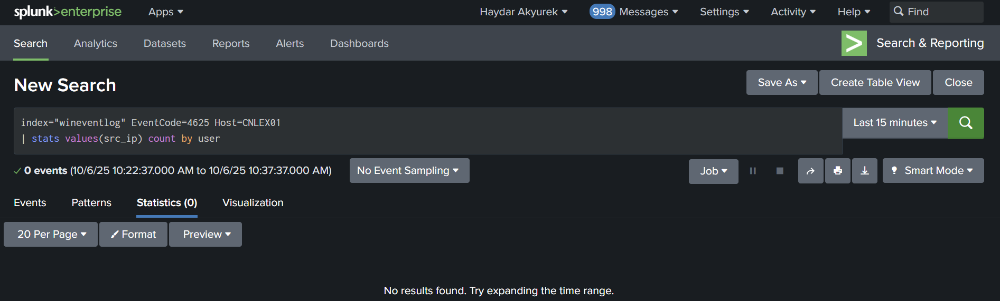 splunk>enterprise Apps Haydar Akyurek 998 Messages Settings Activity Help Find
Search Analytics Datasets Reports Alerts Dashboards > Search & Reporting
New Search Save As Create Table View Close
index="wineventlog" EventCode=4625 Host=CNLEX01 Last 15 minutes
| stats values(src_ip) count by user
0 events (10/6/25 10:22:37.000 AM to 10/6/25 10:37:37.000 AM) No Event Sampling Job Smart Mode
Events Patterns Statistics (0) Visualization
20 Per Page Format Preview
No results found. Try expanding the time range.